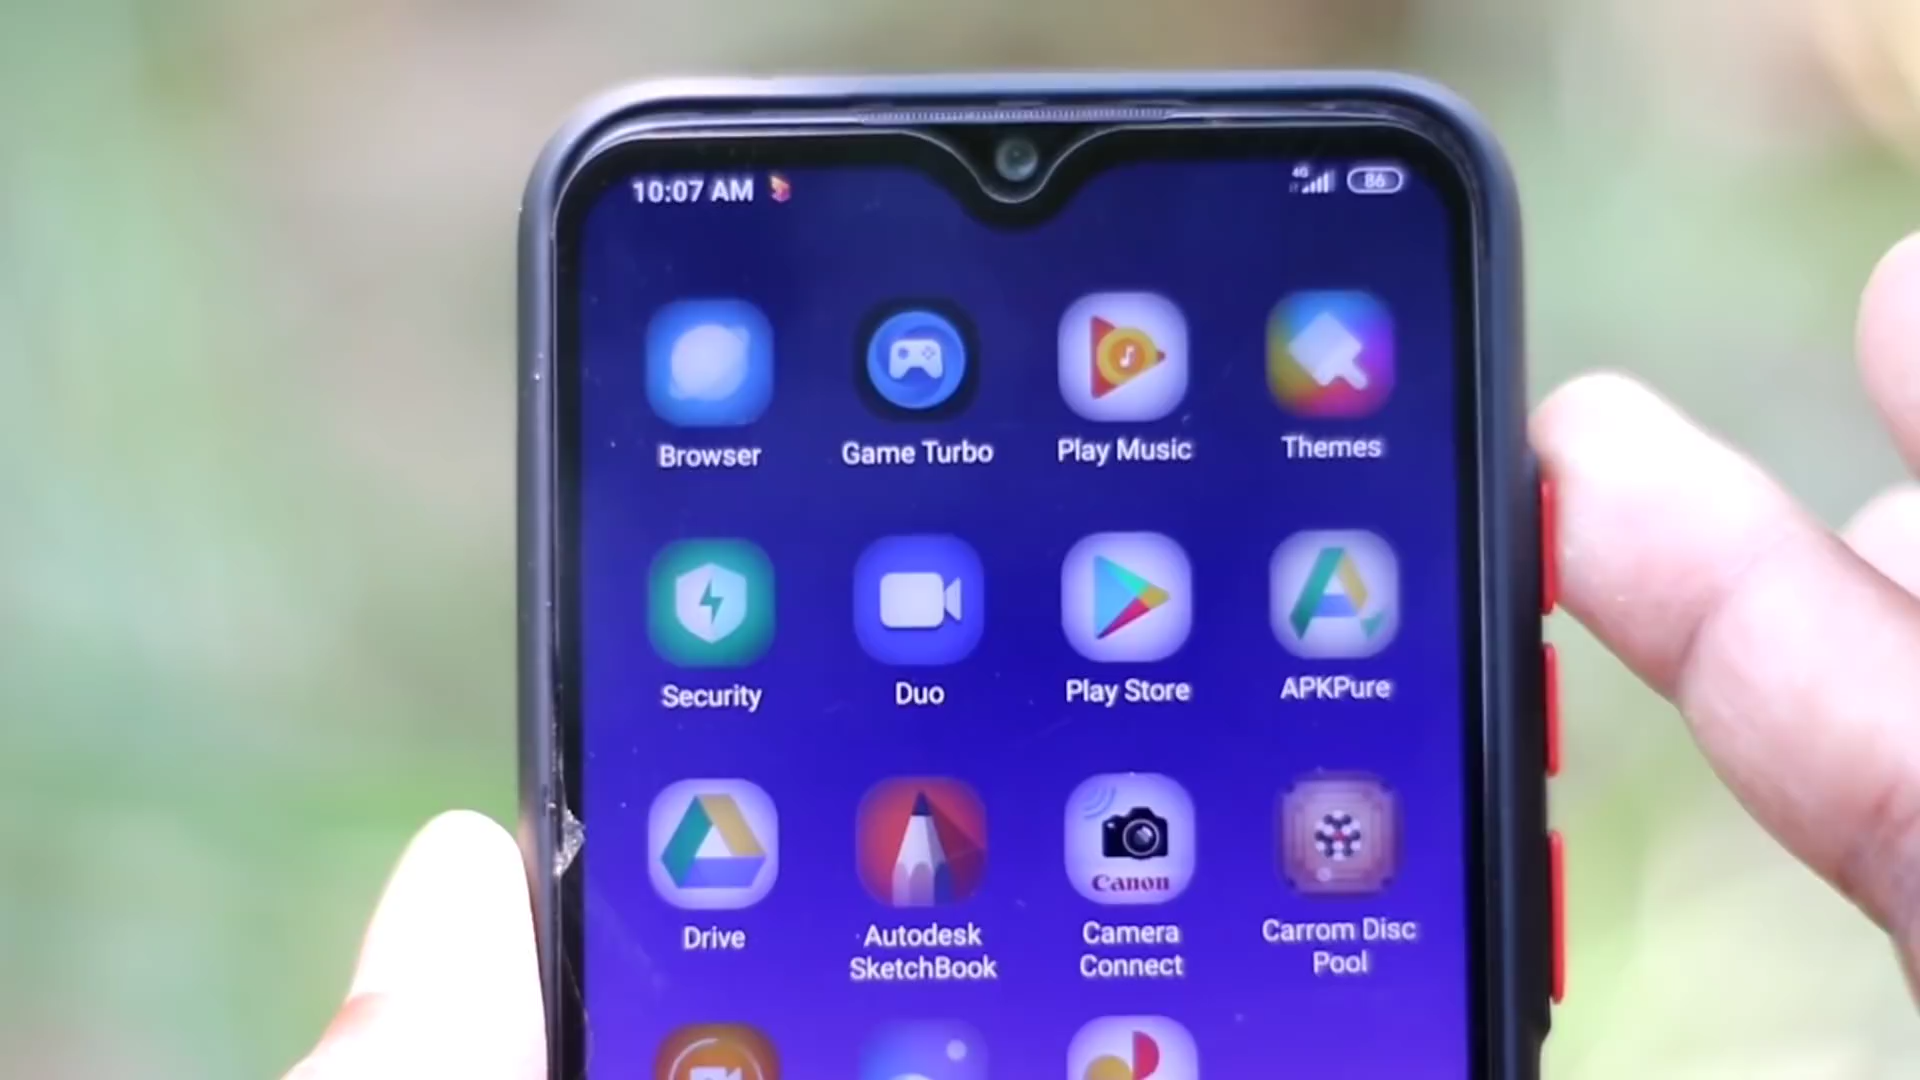 10:07 AM
4G
86
Browser
Game Turbo
Play Music
Themes
Security
Duo
Play Store
APKPure
Canon
Drive
Autodesk
SketchBook
Camera
Connect
Carrom Disc
Pool